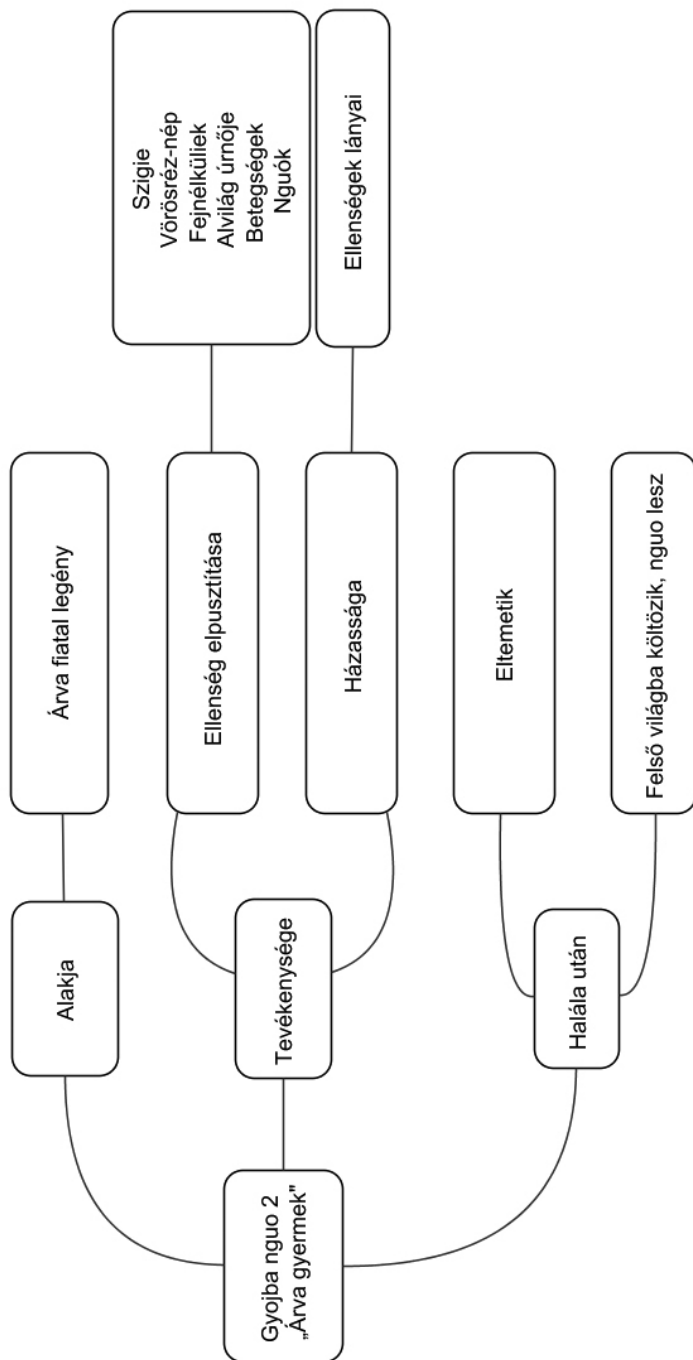 Gyojba nguo 2
„Árva gyermek"
Alakja
Árva fiatal legény
Tevékenysége
Ellenség elpusztítása
Szigie
Vörösréz-nép
Fejnélküliek
Alvilág úrnője
Betegségek
Nguók
Házassága
Ellenségek lányai
Halála után
Eltemetik
Felső világba költözik, nguo lesz